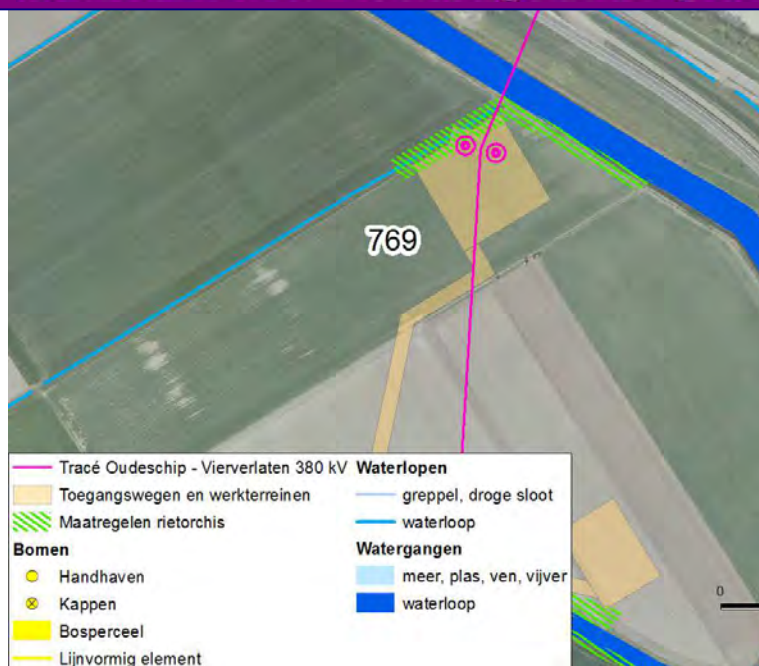 769
Tracé Oudeschip - Vierverlaten 380 kV
Toegangswegen en werkterreinen
Maatregelen rietorchis
Bomen
Handhaven
Kappen
Bosperceel
Lijnvormig element
Waterlopen
greppel, droge sloot
waterloop
Watergangen
meer, plas, ven, vijver
waterloop
0